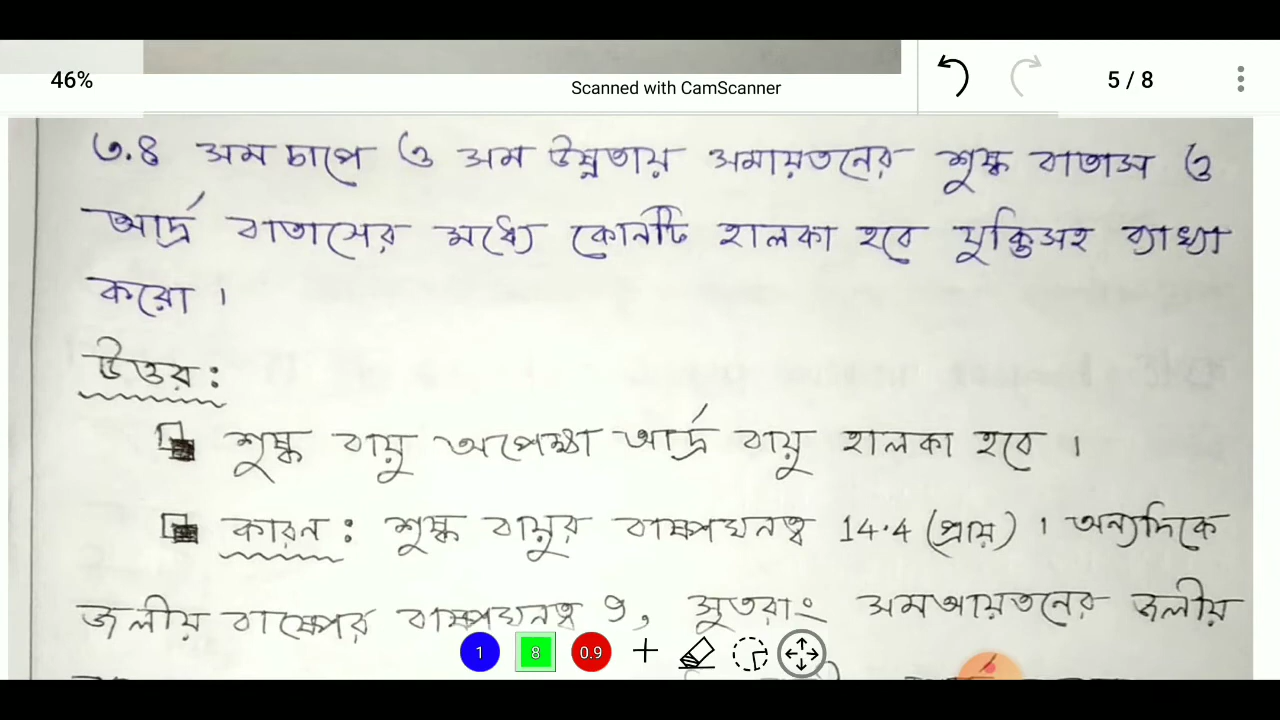 46%
Scanned with CamScanner
5 / 8
৩.৪ সম চাপে ও সম উষ্ণতায় সমায়তনের শুষ্ক বাতাস ও
আর্দ্র বাতাসের মধ্যে কোনটি হালকা হবে যুক্তিসহ ব্যাখ্যা
করো ।
উত্তর :
শুষ্ক বায়ু অপেক্ষা আর্দ্র বায়ু হালকা হবে ।
কারন : শুষ্ক বায়ুর বাষ্পঘনত্ব 14.4 (প্রায়) । অন্যদিকে
জলীয় বাষ্পের বাষ্পঘনত্ব 9, সুতরাং সমআয়তনের জলীয়
1 8 0.9